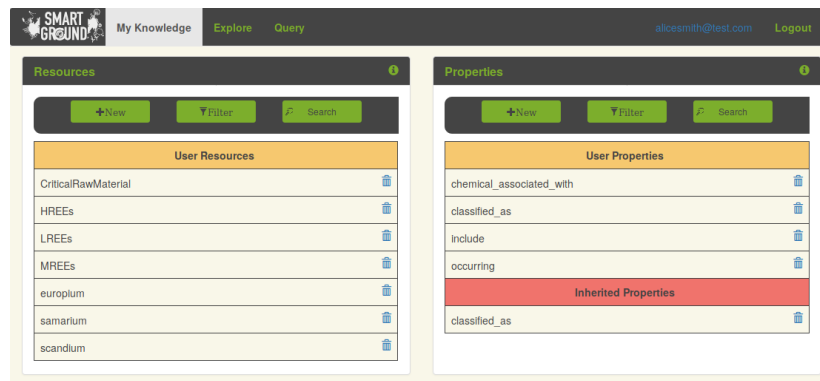 SMART
GROUND
My Knowledge
Explore
Query
alicesmith@test.com
Logout
Resources
New
Filter
Search
User Resources
CriticalRawMaterial
HREEs
LREEs
MREEs
europium
samarium
scandium
Properties
New
Filter
Search
User Properties
chemical_associated_with
classified_as
include
occurring
Inherited Properties
classified_as